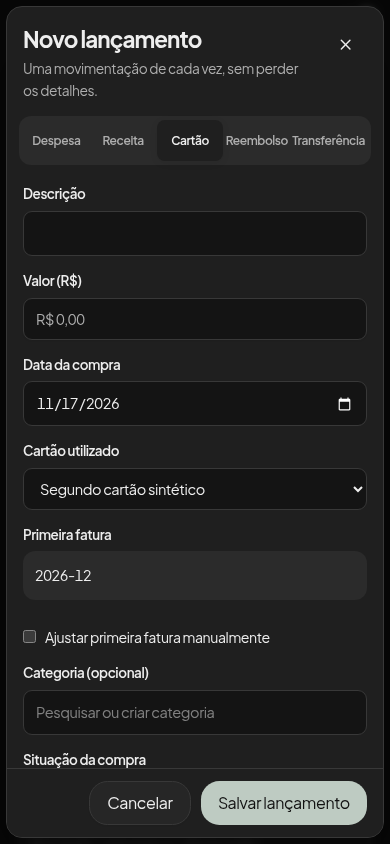 Novo lançamento
Uma movimentação de cada vez, sem perder
os detalhes.
Despesa Receita Cartão Reembolso Transferência
Descrição
Valor (R$)
R$ 0,00
Data da compra
11/17/2026
Cartão utilizado
Segundo cartão sintético
Primeira fatura
2026-12
Ajustar primeira fatura manualmente
Categoria (opcional)
Pesquisar ou criar categoria
Situação da compra
Cancelar Salvar lançamento